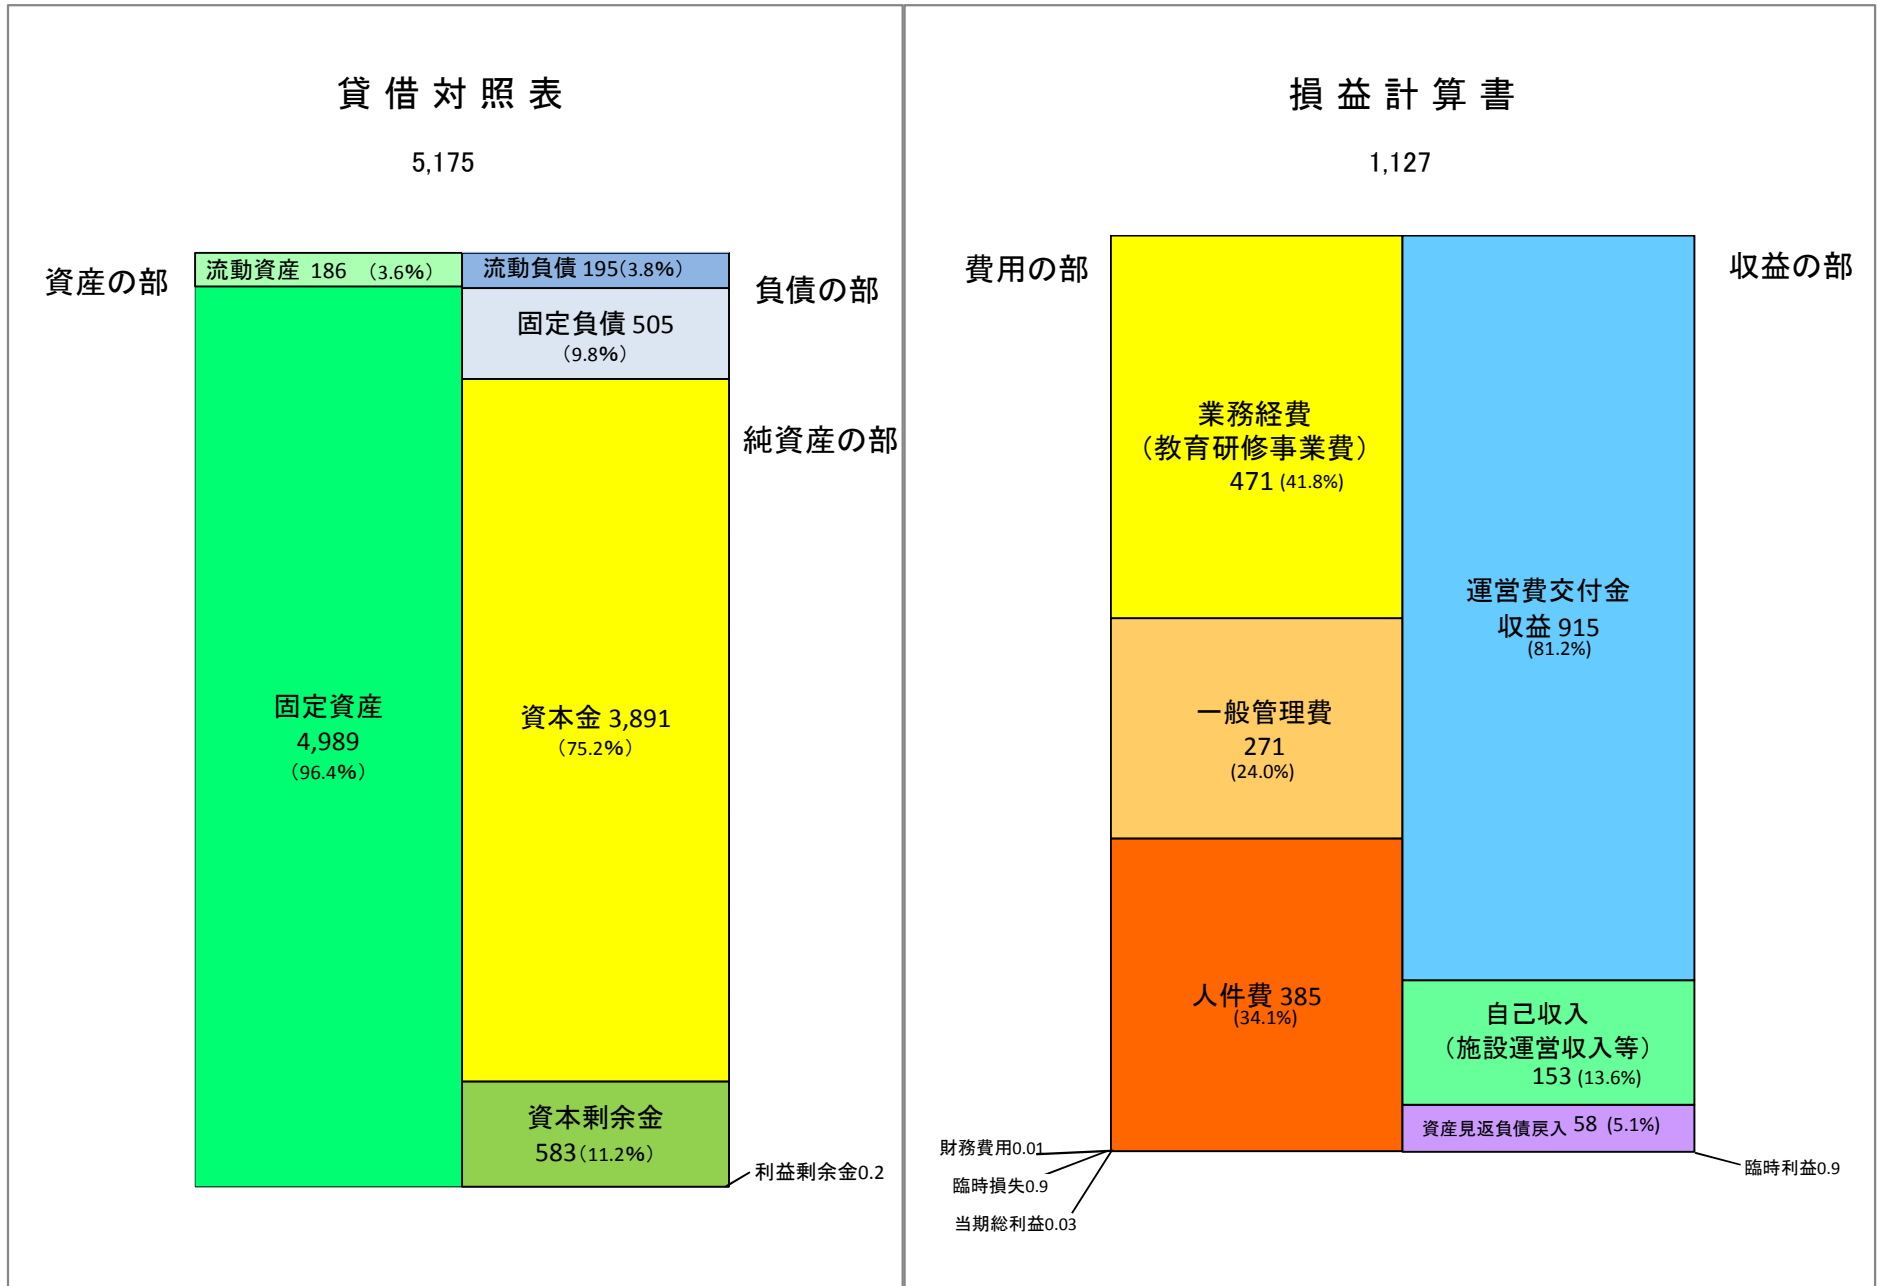 貸借対照表
5,175
資産の部
流動資産 186 （3.6%）
固定資産
4,989
（96.4%）
流動負債 195（3.8%）
固定負債 505
（9.8%）
負債の部
純資産の部
資本金 3,891
（75.2%）
資本剰余金
583（11.2%）
利益剰余金0.2
損益計算書
1,127
費用の部
業務経費
（教育研修事業費）
471 (41.8%)
一般管理費
271
(24.0%)
人件費 385
(34.1%)
財務費用0.01
臨時損失0.9
当期総利益0.03
収益の部
運営費交付金
収益 915
(81.2%)
自己収入
（施設運営収入等）
153 (13.6%)
資産見返負債戻入 58 (5.1%)
臨時利益0.9